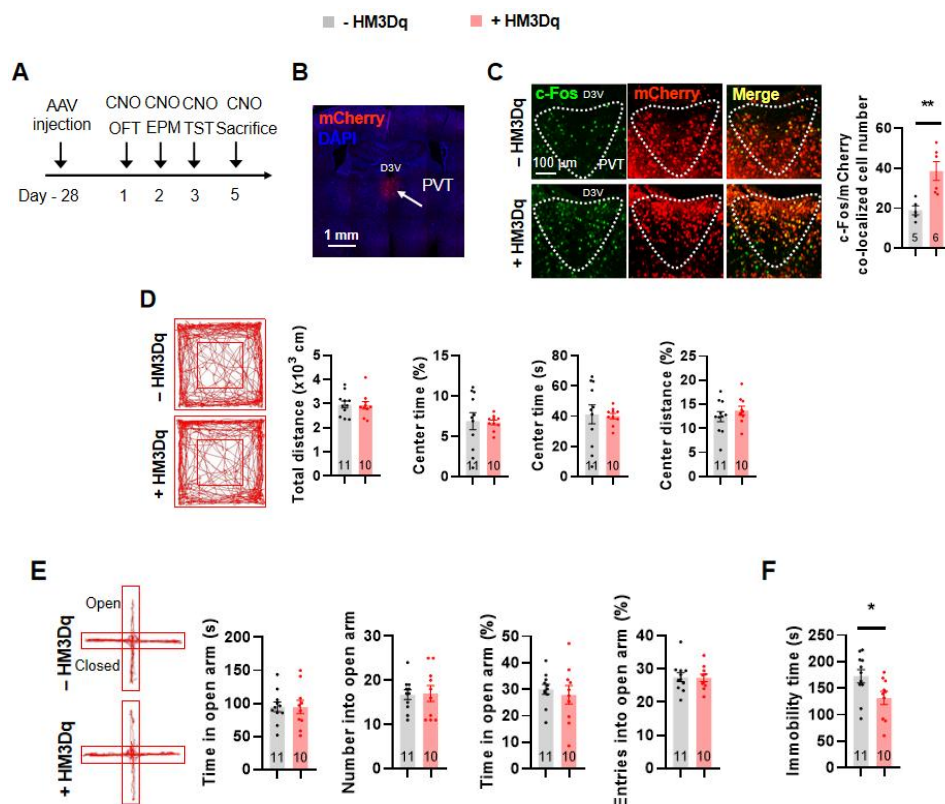 - HM3Dq + HM3Dq
A
AAV injection
CNO OFT
CNO EPM
CNO TST
CNO Sacrifice
Day - 28 1 2 3 5
B
mCherry
DAPI
D3V
PVT
1 mm
C
c-Fos D3V mCherry Merge
– HM3Dq
100 µm PVT
D3V
+ HM3Dq
**
c-Fos/mCherry
co-localized cell number
60
40
20
0
5 6
D
– HM3Dq
+ HM3Dq
Total distance (x10³ cm)
5
4
3
2
1
0
11 10
Center time (%)
15
10
5
0
11 10
Center time (s)
80
60
40
20
0
11 10
Center distance (%)
25
20
15
10
5
0
11 10
E
– HM3Dq
Open
Closed
+ HM3Dq
Time in open arm (s)
200
150
100
50
0
11 10
Number into open arm
30
20
10
0
11 10
Time in open arm (%)
50
40
30
20
10
0
11 10
Entries into open arm (%)
40
30
20
10
0
11 10
F
*
Immobility time (s)
250
200
150
100
50
0
11 10